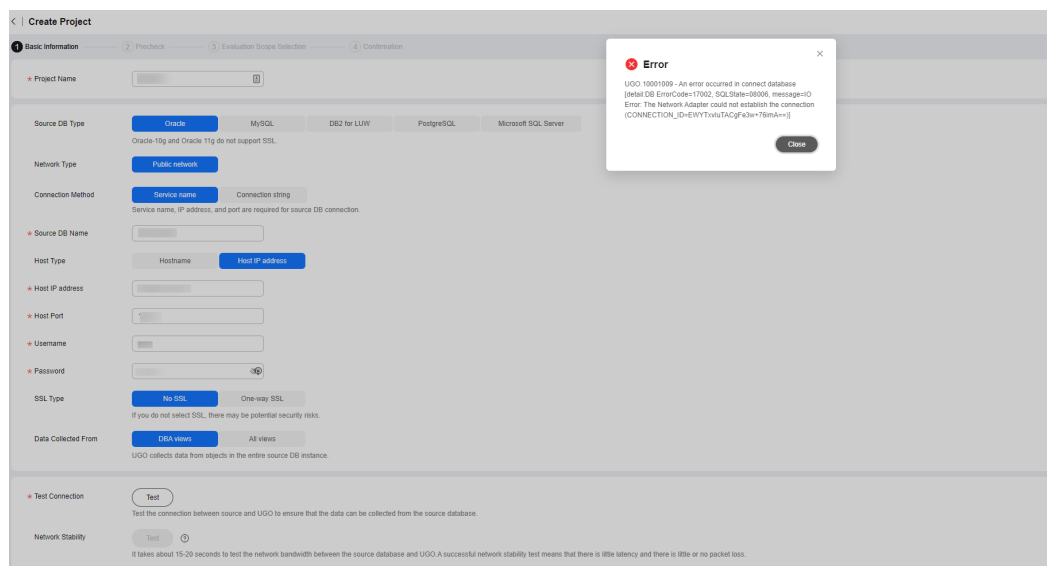 Create Project
1 Basic Information 2 Precheck 3 Evaluation Scope Selection 4 Confirmation
Error
UGO.10001009 - An error occurred in connect database
[detail:DB ErrorCode=17002, SQLState=08006, message=IO
Error: The Network Adapter could not establish the connection
(CONNECTION_ID=EWYTxvluTACgFe3w+76imA==)]
Close
* Project Name
Source DB Type Oracle MySQL DB2 for LUW PostgreSQL Microsoft SQL Server
Oracle-10g and Oracle 11g do not support SSL.
Network Type Public network
Connection Method Service name Connection string
Service name, IP address, and port are required for source DB connection.
* Source DB Name
Host Type Hostname Host IP address
* Host IP address
* Host Port
* Username
* Password
SSL Type No SSL One-way SSL
If you do not select SSL, there may be potential security risks.
Data Collected From DBA views All views
UGO collects data from objects in the entire source DB instance.
* Test Connection Test
Test the connection between source and UGO to ensure that the data can be collected from the source database.
Network Stability Test
It takes about 15-20 seconds to test the network bandwidth between the source database and UGO.A successful network stability test means that there is little latency and there is little or no packet loss.